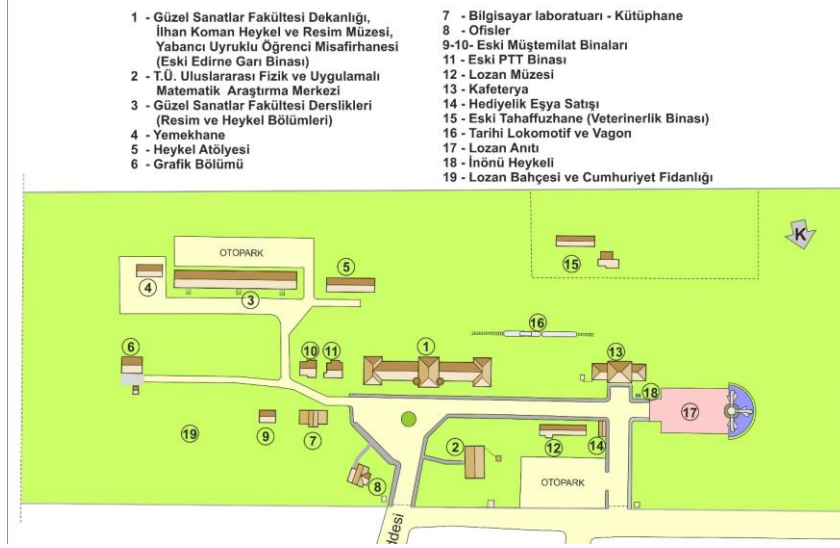 1 - Güzel Sanatlar Fakültesi Dekanlığı,
İlhan Koman Heykel ve Resim Müzesi,
Yabancı Uyruklu Öğrenci Misafirhanesi
(Eski Edirne Garı Binası)
2 - T.Ü. Uluslararası Fizik ve Uygulamalı
Matematik Araştırma Merkezi
3 - Güzel Sanatlar Fakültesi Derslikleri
(Resim ve Heykel Bölümleri)
4 - Yemekhane
5 - Heykel Atölyesi
6 - Grafik Bölümü
7 - Bilgisayar laboratuarı - Kütüphane
8 - Ofisler
9-10- Eski Müştemilat Binaları
11 - Eski PTT Binası
12 - Lozan Müzesi
13 - Kafeterya
14 - Hediyelik Eşya Satışı
15 - Eski Tahaffuzhane (Veterinerlik Binası)
16 - Tarihi Lokomotif ve Vagon
17 - Lozan Anıtı
18 - İnönü Heykeli
19 - Lozan Bahçesi ve Cumhuriyet Fidanlığı
K
OTOPARK
15
5
4
3
16
6
10
11
1
13
18
17
19
9
7
2
12
14
8
OTOPARK
ddesi